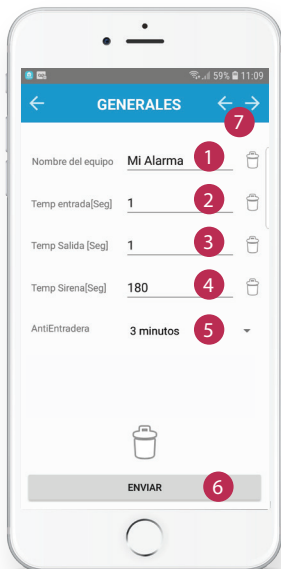 59% 11:09
GENERALES
7
Nombre del equipo Mi Alarma 1
Temp entrada[Seg] 1 2
Temp Salida [Seg] 1 3
Temp Sirena[Seg] 180 4
AntiEntradera 3 minutos 5
ENVIAR 6